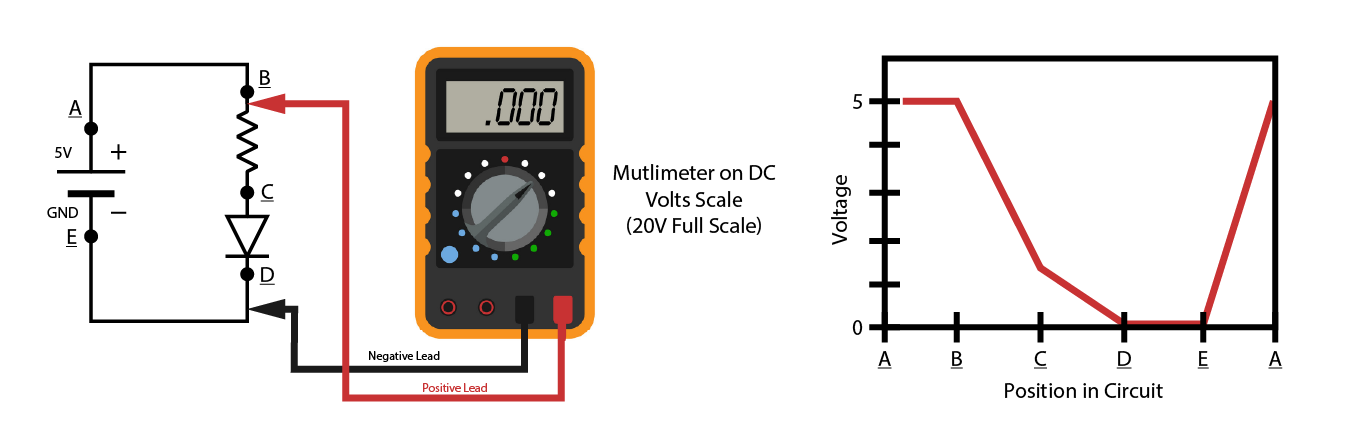 A
5V
+
GND
−
E
B
C
D
.000
Mutlimeter on DC
Volts Scale
(20V Full Scale)
Negative Lead
Positive Lead
Voltage
5
0
A B C D E A
Position in Circuit